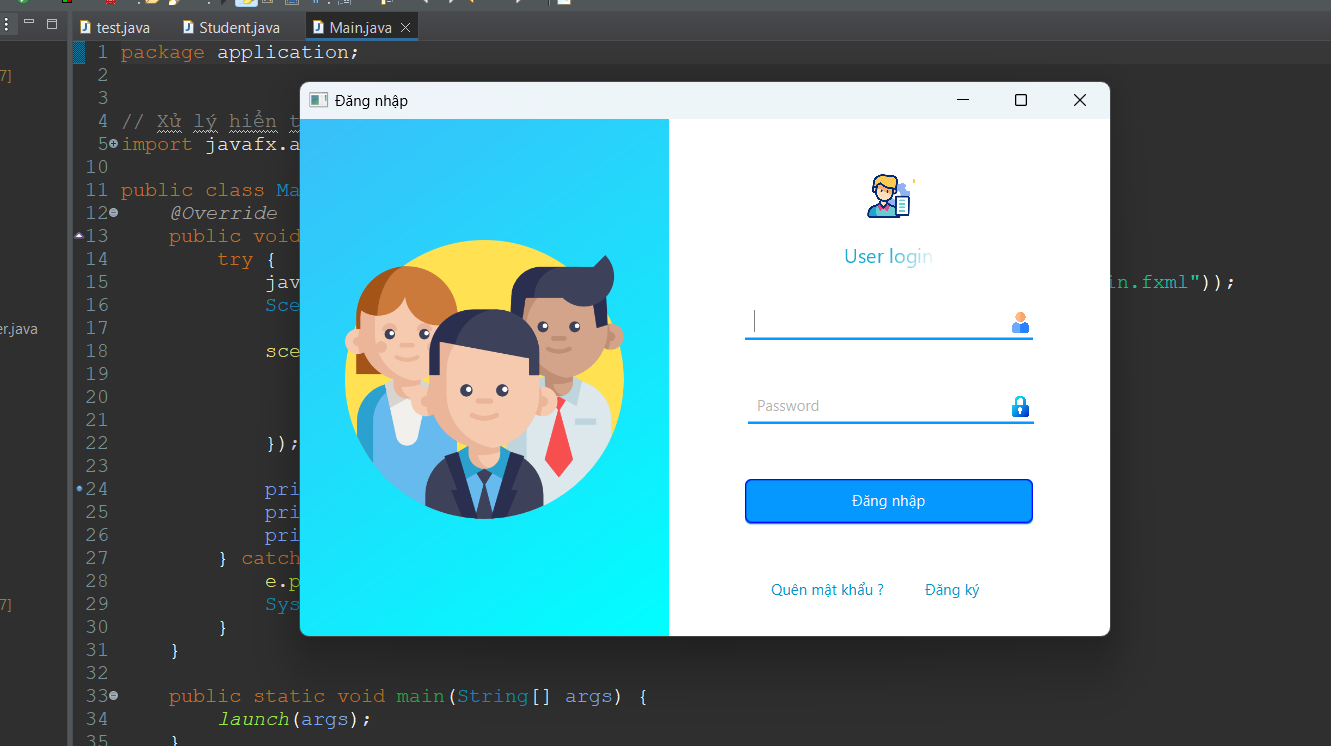 test.java
Student.java
Main.java
7]
er.java
7]
1 package application;
2
3
4 // Xử lý hiển t
5 import javafx.a
10
11 public class Ma
12 @Override
13 public void
14 try {
15 jav in.fxml"));
16 Sce
17
18 sce
19
20
21
22 });
23
24 pri
25 pri
26 pri
27 } catch
28 e.p
29 Sys
30 }
31 }
32
33 public static void main(String[] args) {
34 launch(args);
35 }
Đăng nhập
User login
Password
Đăng nhập
Quên mật khẩu ?
Đăng ký